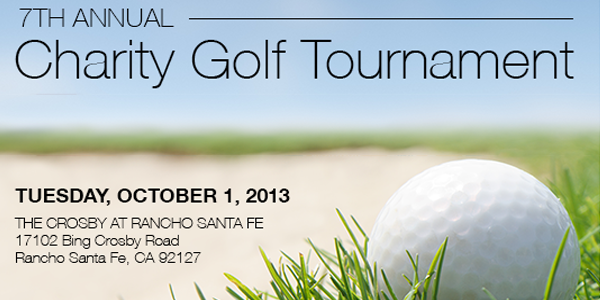 7TH ANNUAL
Charity Golf Tournament
TUESDAY, OCTOBER 1, 2013
THE CROSBY AT RANCHO SANTA FE
17102 Bing Crosby Road
Rancho Santa Fe, CA 92127